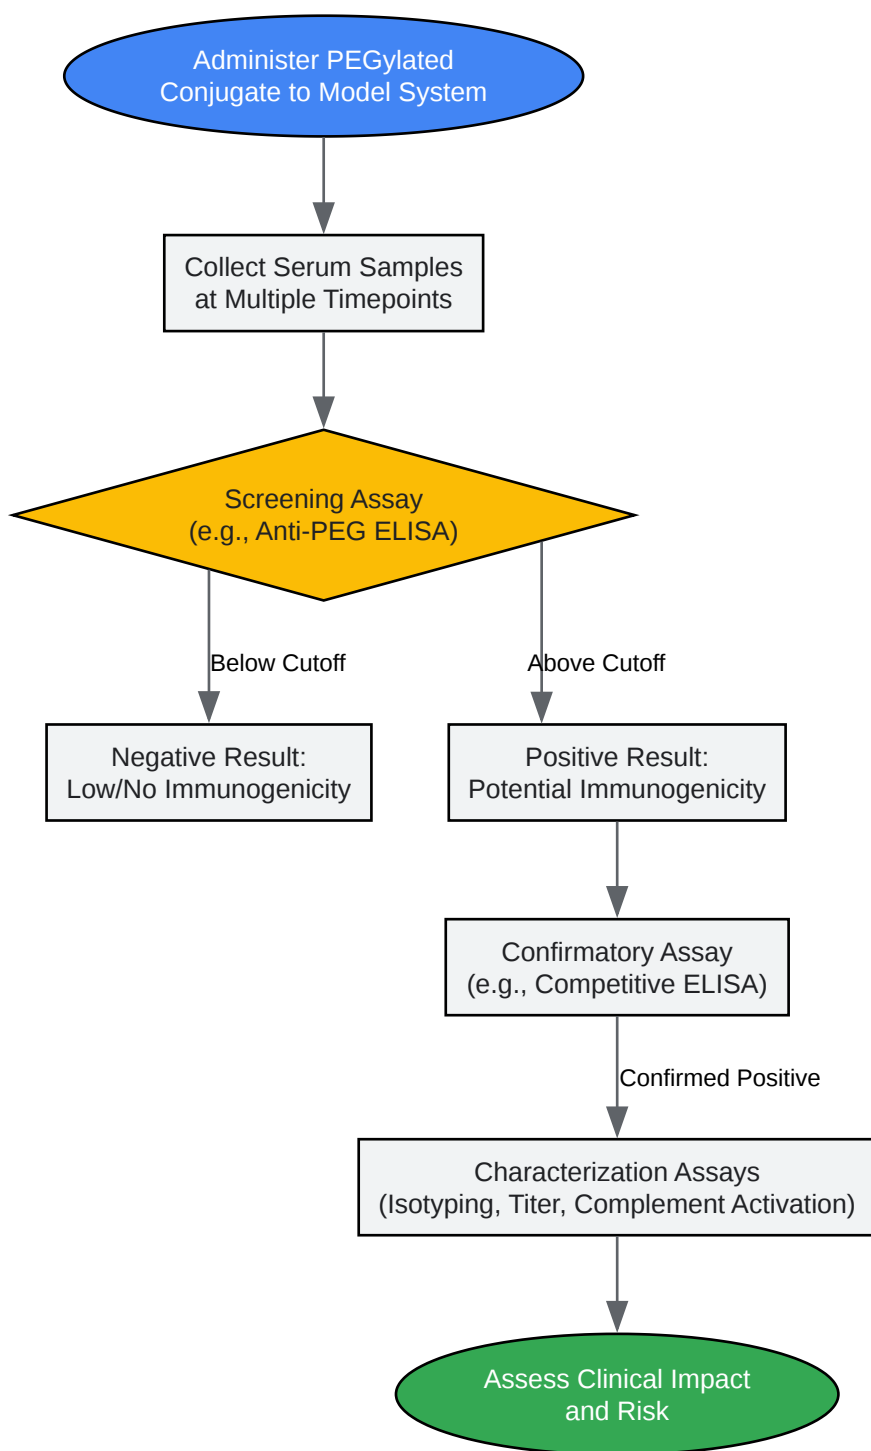 Administer PEGylated
Conjugate to Model System
Collect Serum Samples
at Multiple Timepoints
Screening Assay
(e.g., Anti-PEG ELISA)
Below Cutoff
Above Cutoff
Negative Result:
Low/No Immunogenicity
Positive Result:
Potential Immunogenicity
Confirmatory Assay
(e.g., Competitive ELISA)
Confirmed Positive
Characterization Assays
(Isotyping, Titer, Complement Activation)
Assess Clinical Impact
and Risk